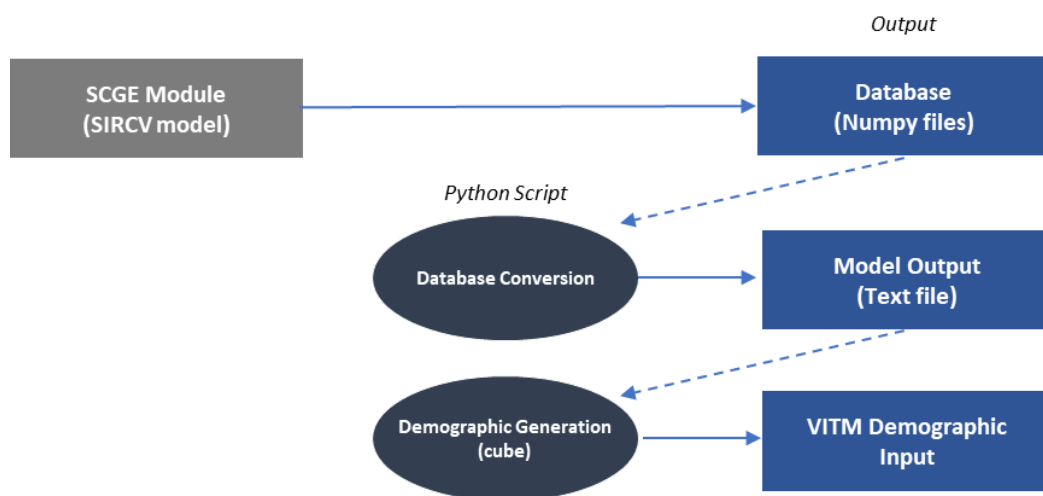 Output
SCGE Module
(SIRCV model)
Database
(Numpy files)
Python Script
Database Conversion
Model Output
(Text file)
Demographic Generation
(cube)
VITM Demographic
Input